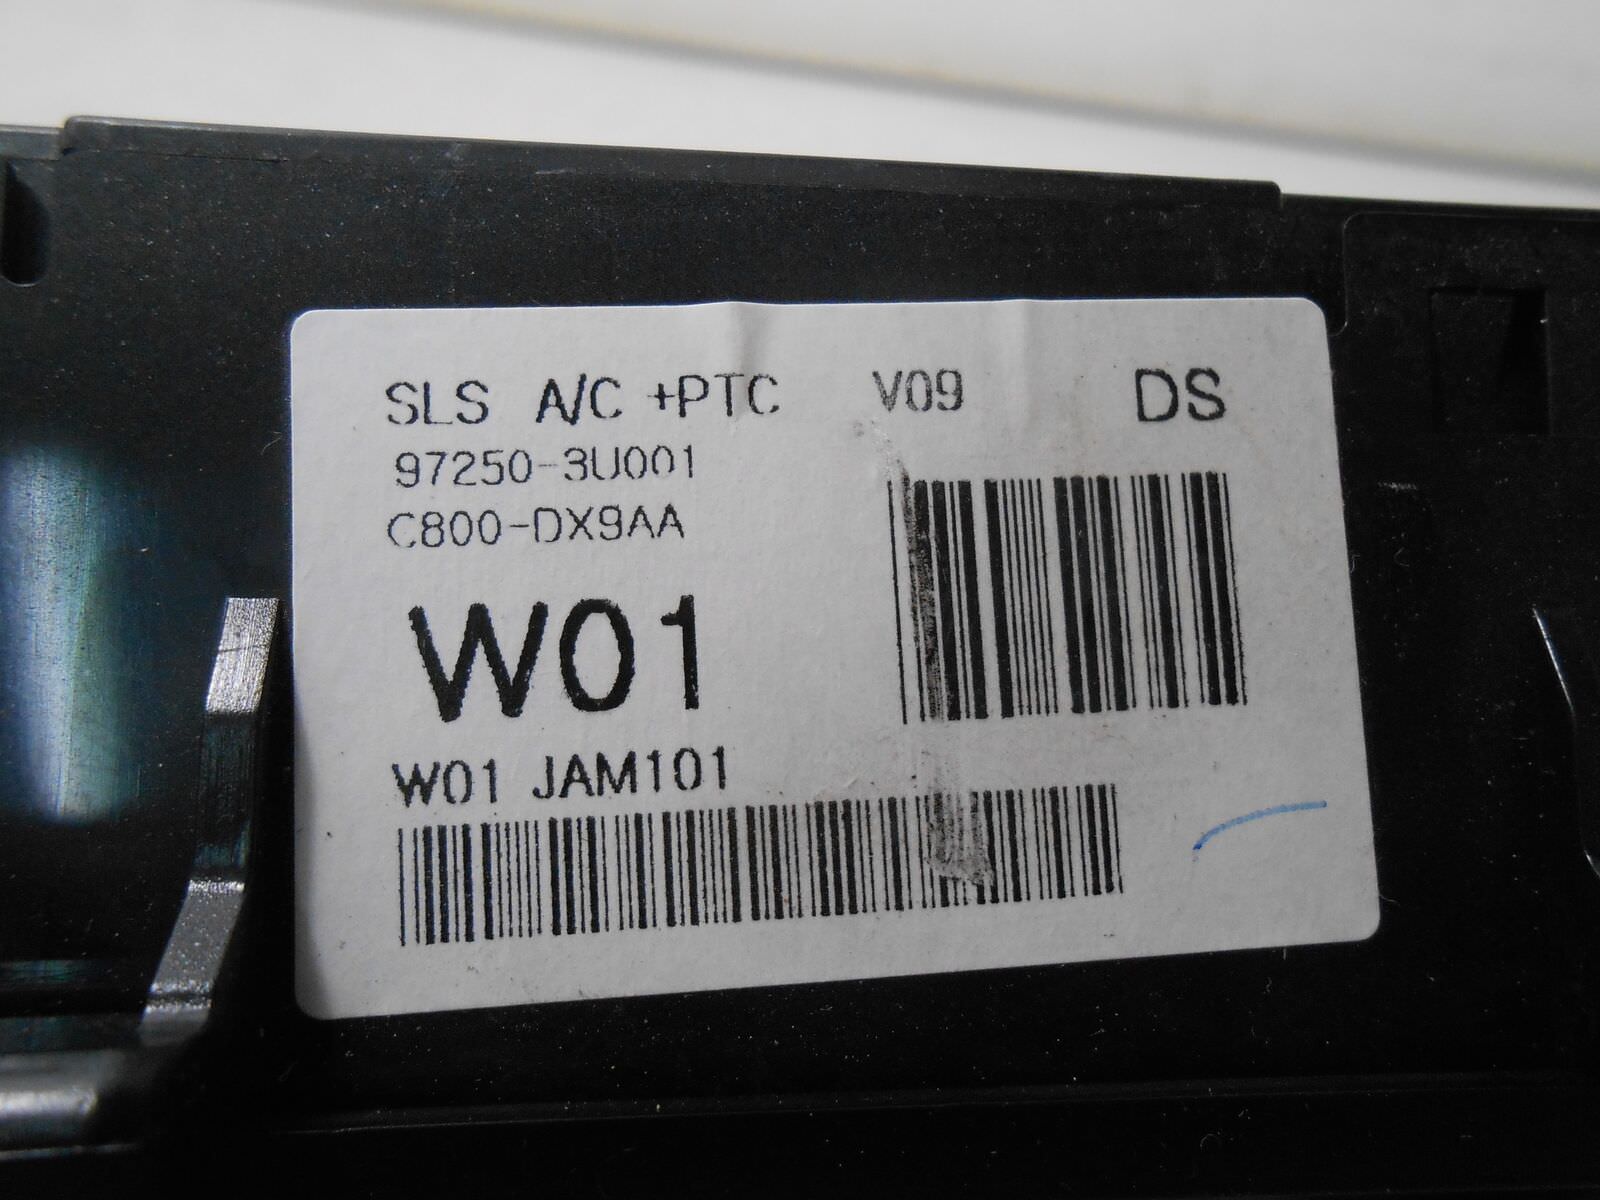 SLS A/C +PTC V09 DS
97250-3U001
C800-DX9AA
W01
W01 JAM101